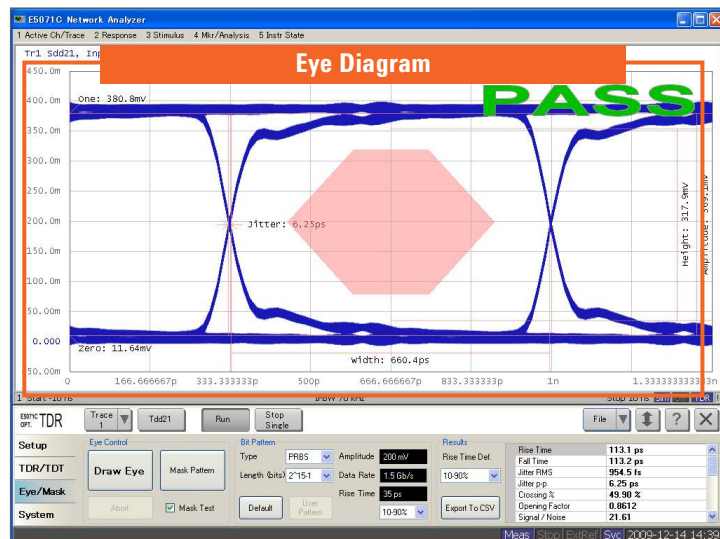 E5071C Network Analyzer
1 Active Ch/Trace 2 Response 3 Stimulus 4 Mkr/Analysis 5 Instr State
Tr1 Sdd21,
Eye Diagram
450.0m
400.0m
One: 380.8mV
PASS
350.0m
300.0m
250.0m
200.0m
Jitter: 6.25ps
Height: 317.9mV
150.0m
100.0m
50.00m
0.000
Zero: 11.64mV
Width: 660.4ps
50.00m
0 166.666667p 333.333333p 500p 666.666667p 833.333333p 1n 1.333333333333n
1 Start -10 ns IFBW 70 kHz Stop 10 ns Sim TDR !
E5071C OPT. TDR
Trace 1
Tdd21
Run
Stop Single
File
?
X
Setup
TDR/TDT
Eye/Mask
System
Eye Control
Draw Eye
Mask Pattern
Abort
Mask Test
Bit Pattern
Type PRBS Amplitude 200 mV
Length (bits) 2^15-1 Data Rate 1.5 Gb/s
Rise Time 35 ps
Default
User Pattern
10-90%
Results
Rise Time Def.
10-90%
Export To CSV
Rise Time 113.1 ps
Fall Time 113.2 ps
Jitter RMS 954.5 fs
Jitter p-p 6.25 ps
Crossing % 49.90 %
Opening Factor 0.8612
Signal / Noise 21.61
Meas Stop ExtRef Svc 2009-12-14 14:39